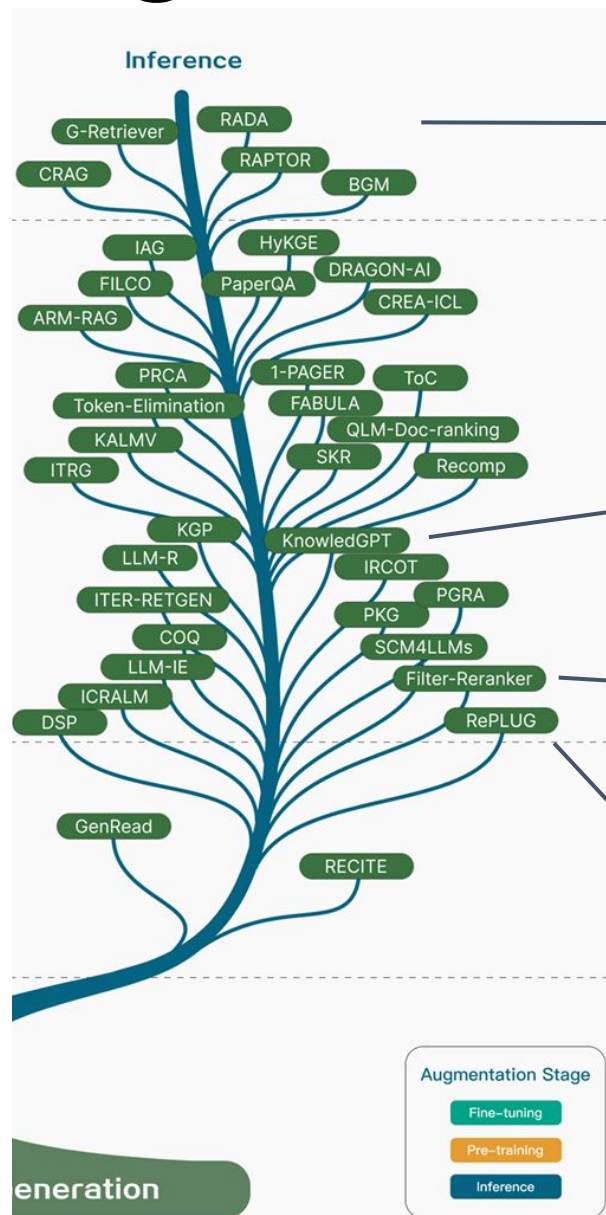 Inference
RADA
G-Retriever
RAPTOR
CRAG
BGM
HyKGE
IAG
DRAGON-AI
FILCO
PaperQA
CREA-ICL
ARM-RAG
1-PAGER
PRCA
ToC
Token-Elimination
FABULA
QLM-Doc-ranking
KALMV
SKR
ITRG
Recomp
KGP
KnowledGPT
LLM-R
IRCOT
ITER-RETGEN
PGRA
PKG
COQ
SCM4LLMs
LLM-IE
Filter-Reranker
ICRALM
DSP
RePLUG
GenRead
RECITE
Augmentation Stage
Fine-tuning
Pre-training
Inference
eneration